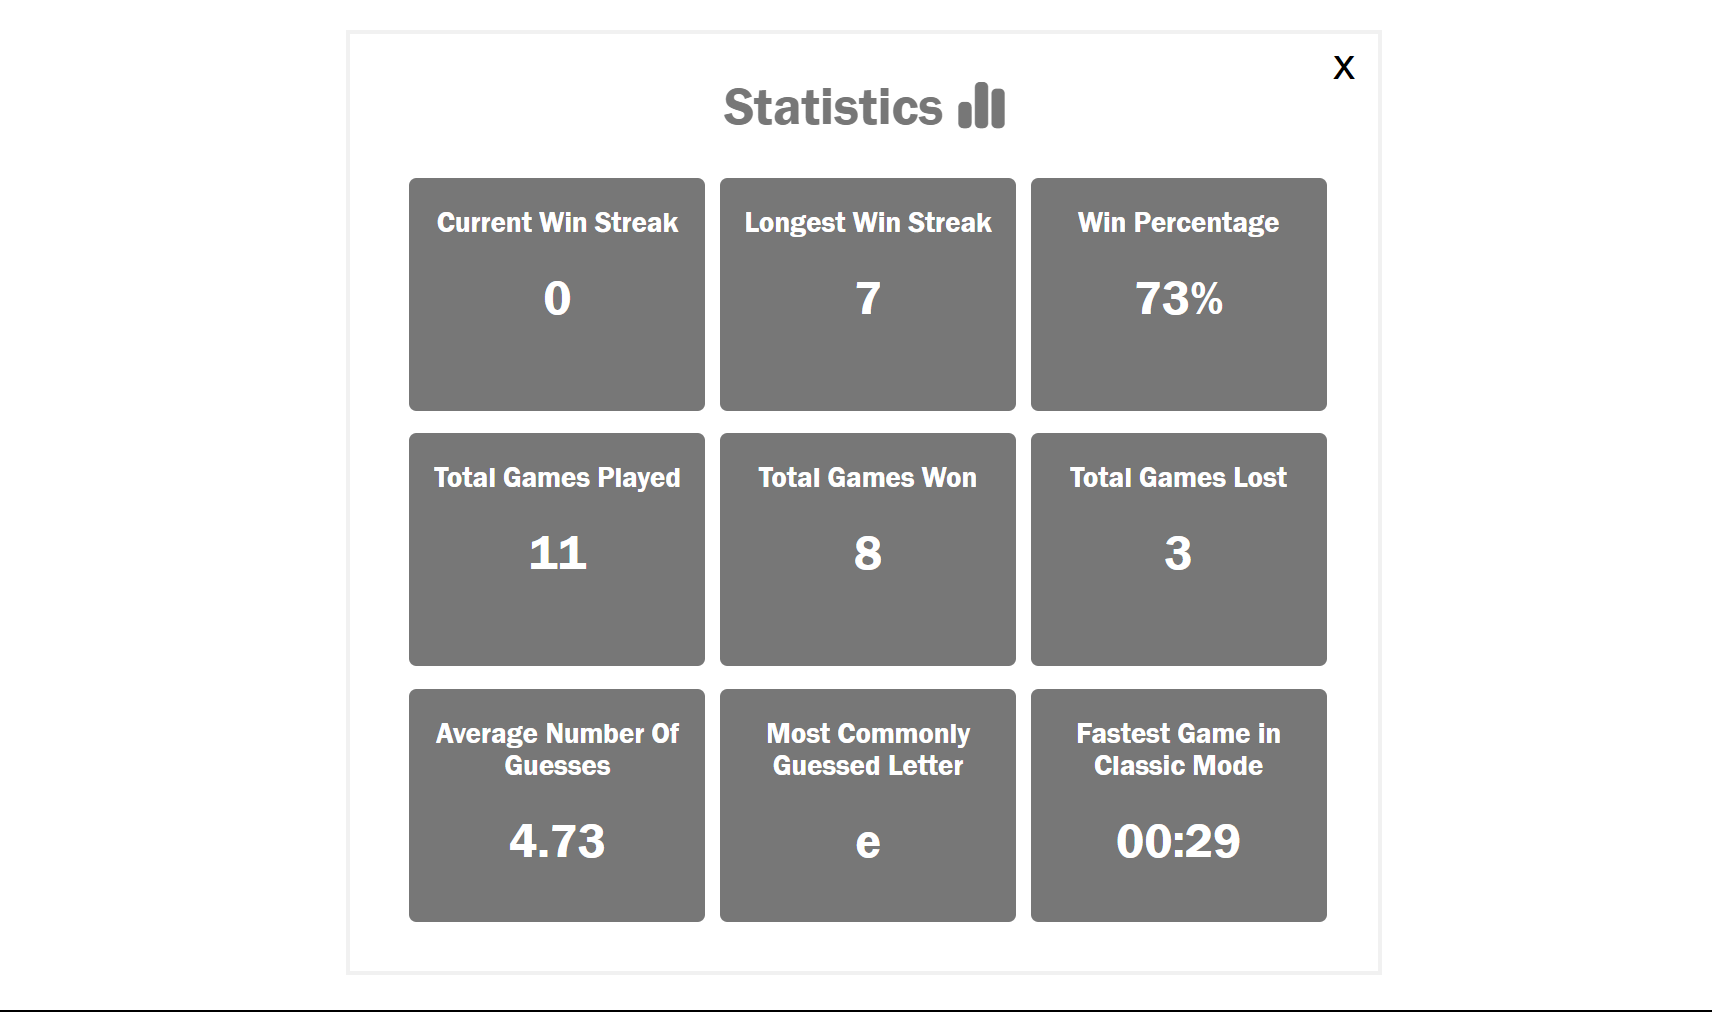 X
Statistics
Current Win Streak
0
Longest Win Streak
7
Win Percentage
73%
Total Games Played
11
Total Games Won
8
Total Games Lost
3
Average Number Of
Guesses
4.73
Most Commonly
Guessed Letter
e
Fastest Game in
Classic Mode
00:29